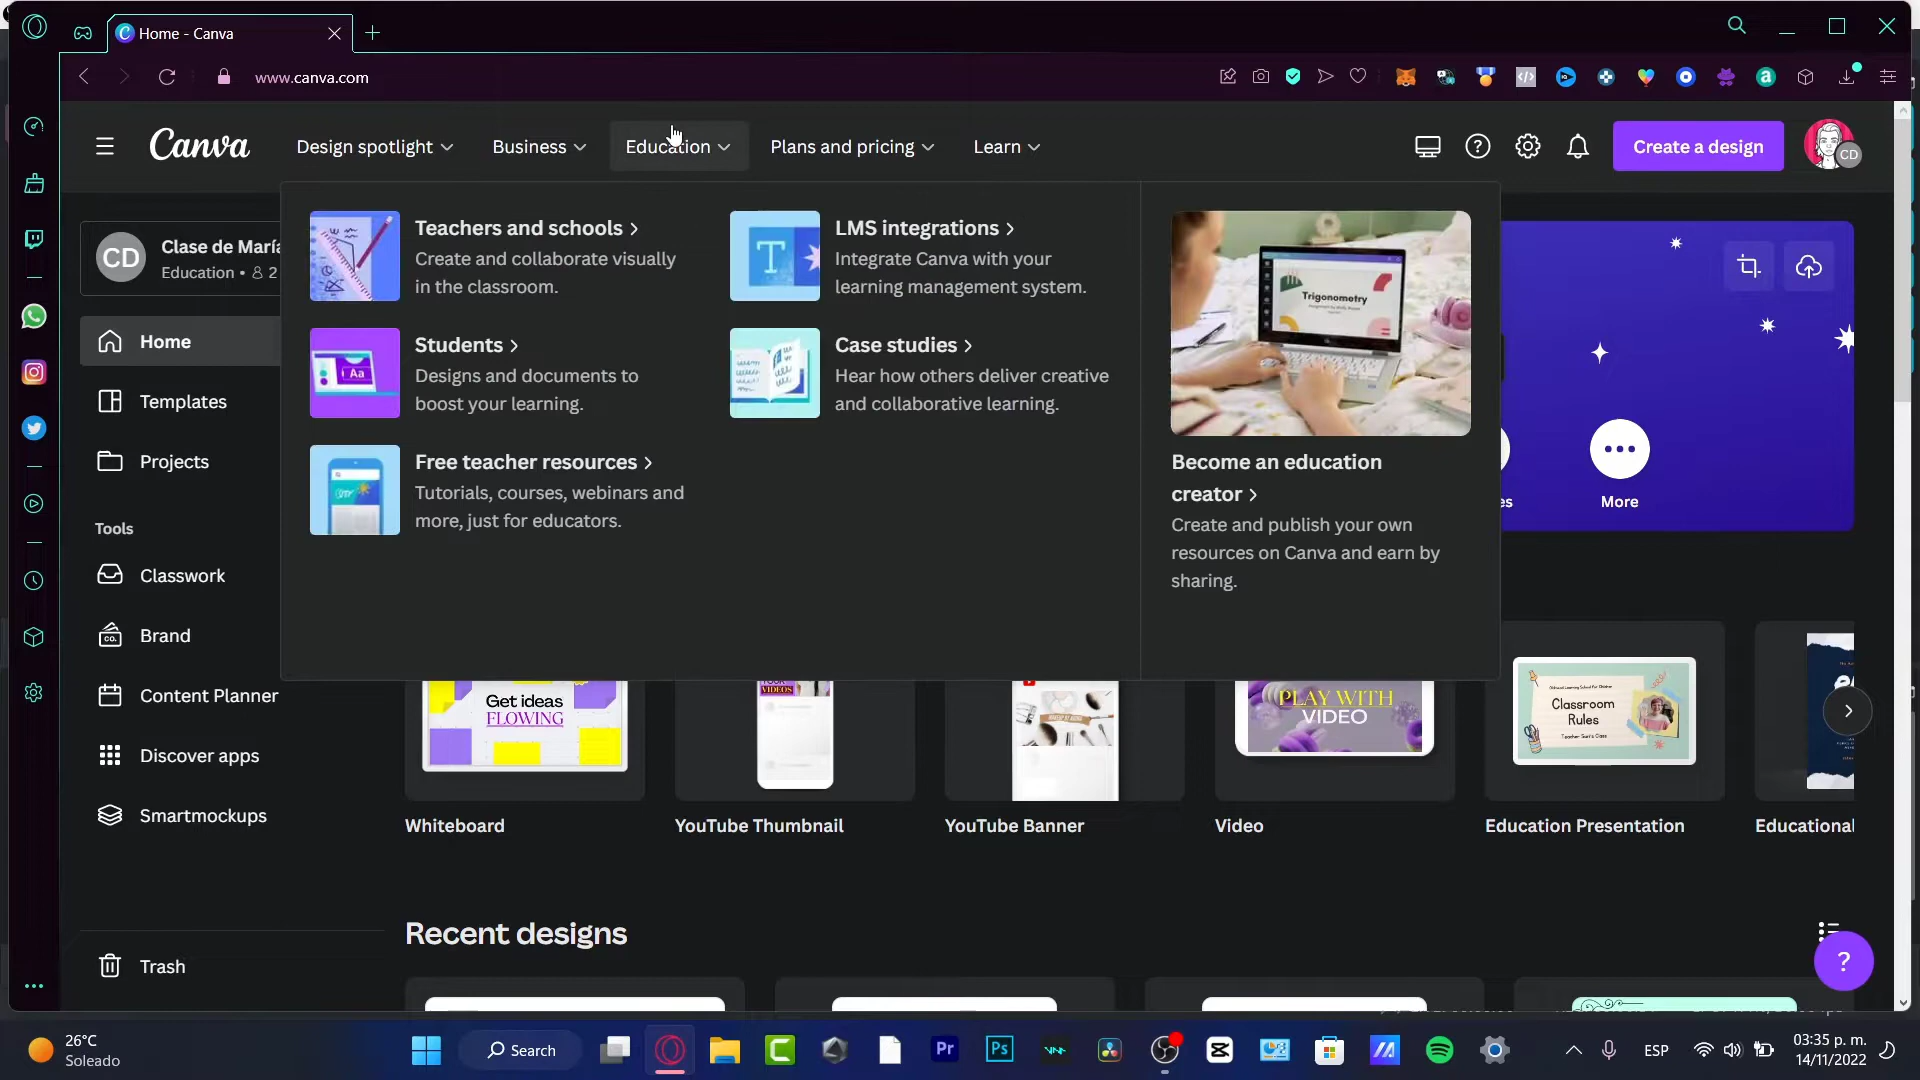 Home - Canva
www.canva.com
Canva
Design spotlight
Business
Education
Plans and pricing
Learn
Create a design
CD
CD
Clase de María
Education • 2
Home
Templates
Projects
Tools
Classwork
Brand
Content Planner
Discover apps
Smartmockups
Trash
Teachers and schools
Create and collaborate visually
in the classroom.
Students
Designs and documents to
boost your learning.
Free teacher resources
Tutorials, courses, webinars and
more, just for educators.
LMS integrations
Integrate Canva with your
learning management system.
Case studies
Hear how others deliver creative
and collaborative learning.
Trigonometry
Become an education
creator
Create and publish your own
resources on Canva and earn by
sharing.
es
More
Get ideas
FLOWING
VIDEOS
PLAY WITH
VIDEO
Classroom
Rules
Whiteboard
YouTube Thumbnail
YouTube Banner
Video
Education Presentation
Educational
Recent designs
?
26°C
Soleado
Search
Pr
Ps
ESP
03:35 p. m.
14/11/2022